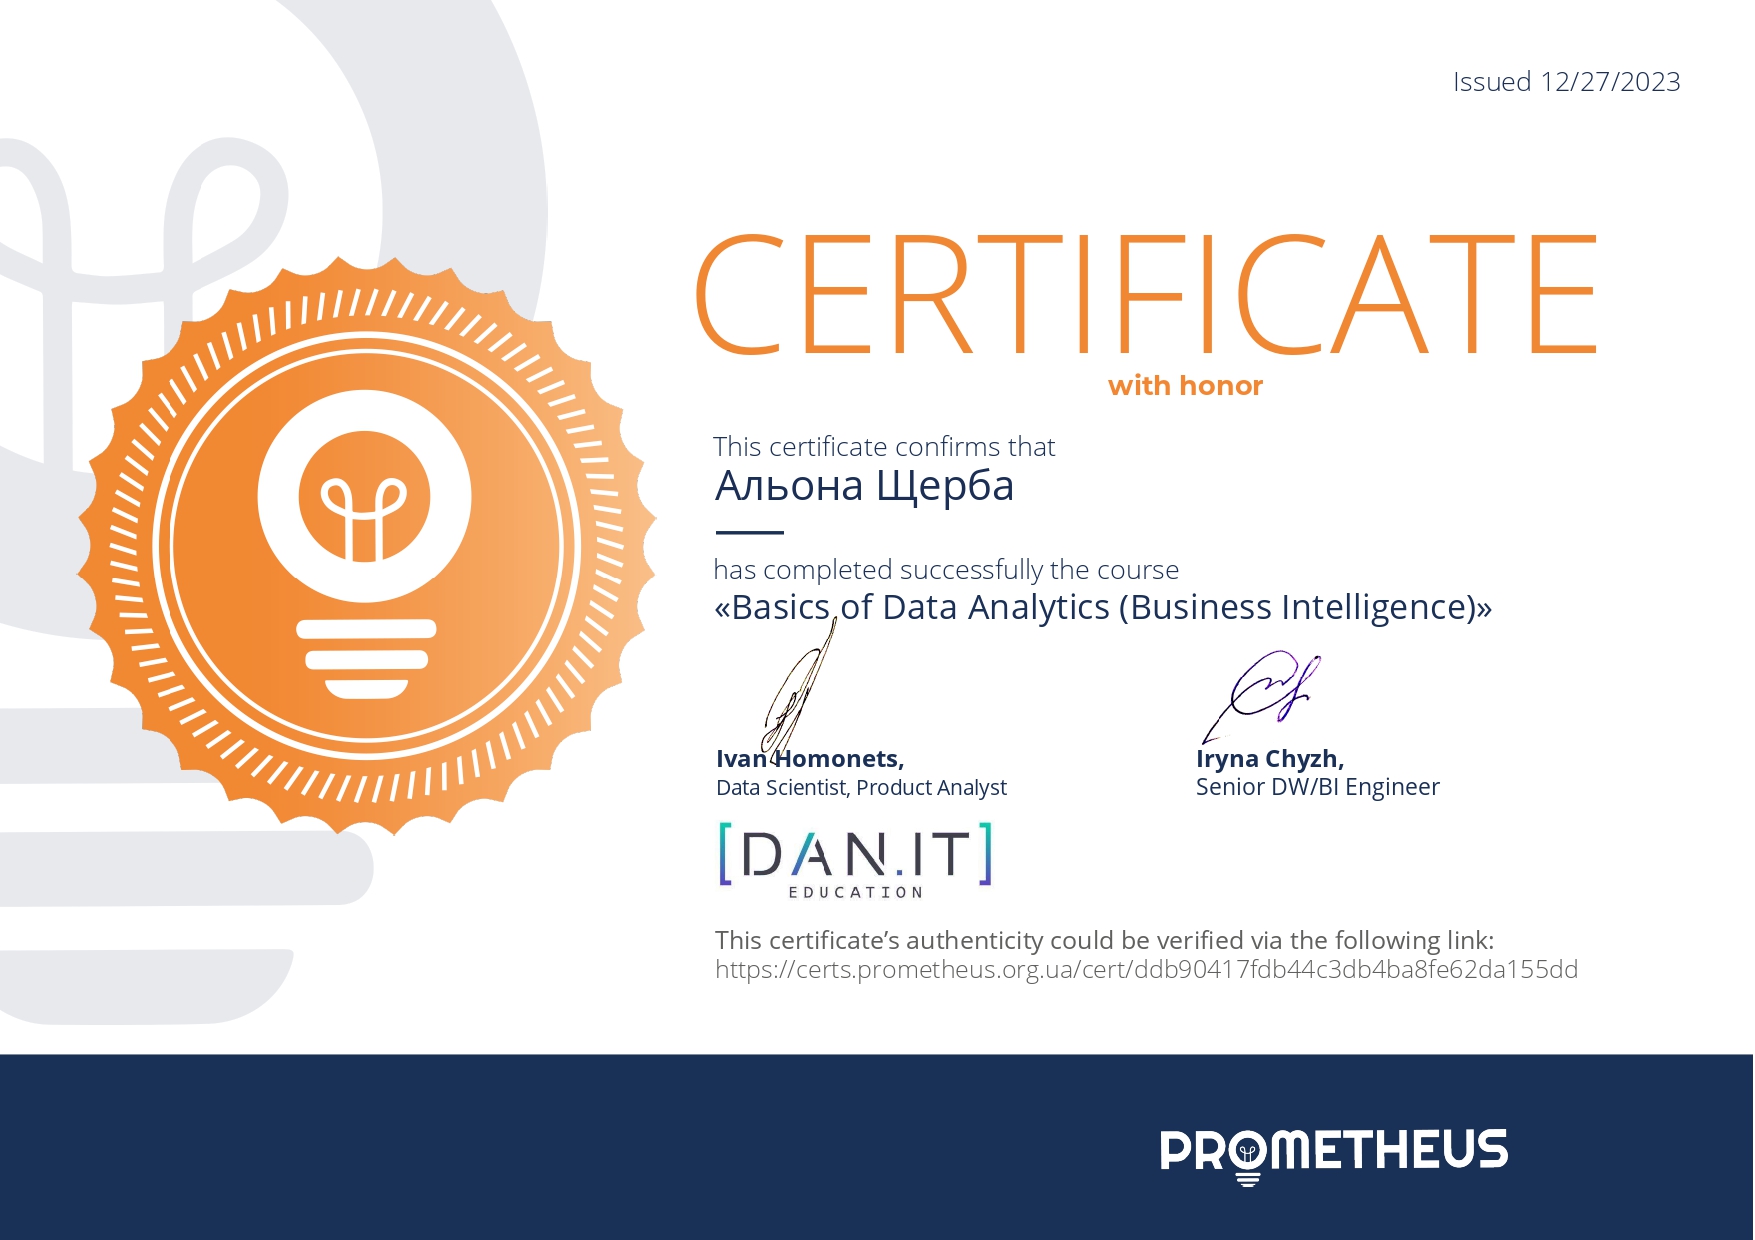 Issued 12/27/2023
CERTIFICATE
with honor
This certificate confirms that
Альона Щерба
has completed successfully the course
«Basics of Data Analytics (Business Intelligence)»
Ivan Homonets,
Data Scientist, Product Analyst
Iryna Chyzh,
Senior DW/BI Engineer
[DAN.IT]
EDUCATION
This certificate’s authenticity could be verified via the following link:
https://certs.prometheus.org.ua/cert/ddb90417fdb44c3db4ba8fe62da155dd
PROMETHEUS